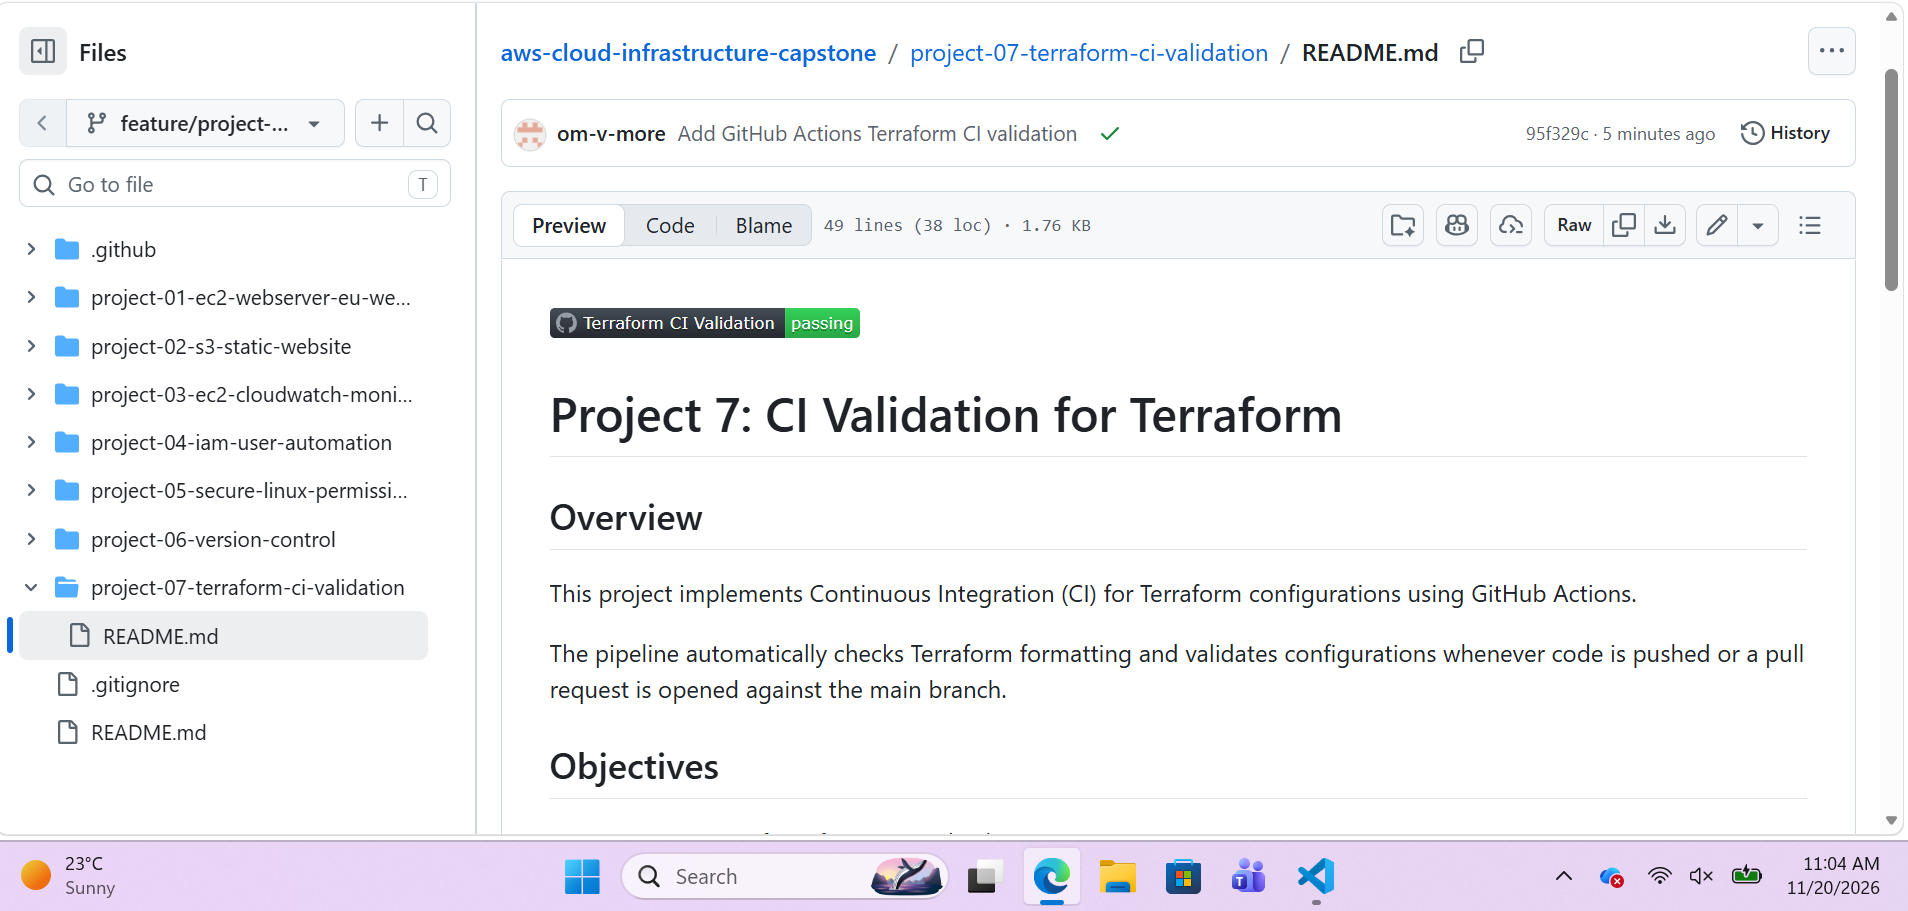 Files
feature/project-...
Go to file
T
.github
project-01-ec2-webserver-eu-we...
project-02-s3-static-website
project-03-ec2-cloudwatch-moni...
project-04-iam-user-automation
project-05-secure-linux-permissi...
project-06-version-control
project-07-terraform-ci-validation
README.md
.gitignore
README.md
aws-cloud-infrastructure-capstone / project-07-terraform-ci-validation / README.md
om-v-more Add GitHub Actions Terraform CI validation 95f329c · 5 minutes ago History
Preview Code Blame 49 lines (38 loc) · 1.76 KB Raw
Terraform CI Validation passing
Project 7: CI Validation for Terraform
Overview
This project implements Continuous Integration (CI) for Terraform configurations using GitHub Actions.
The pipeline automatically checks Terraform formatting and validates configurations whenever code is pushed or a pull
request is opened against the main branch.
Objectives
23°C
Sunny
Search
T
11:04 AM
11/20/2026